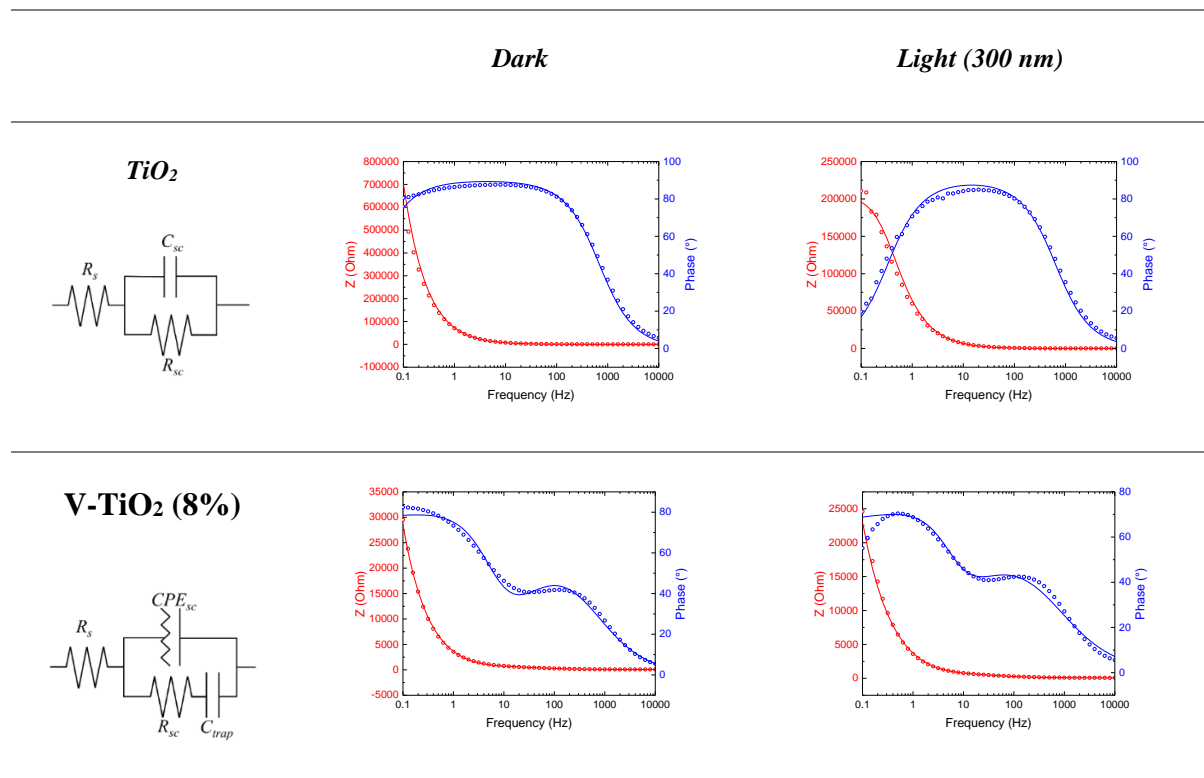 Dark Light (300 nm)
TiO2
Csc
Rs
Rsc
800000
700000
600000
500000
400000
300000
200000
100000
0
-100000
Z (Ohm)
0.1 1 10 100 1000 10000
Frequency (Hz)
100
80
60
40
20
0
Phase (°)
250000
200000
150000
100000
50000
0
Z (Ohm)
0.1 1 10 100 1000 10000
Frequency (Hz)
100
80
60
40
20
0
Phase (°)
V-TiO2 (8%)
CPEsc
Rs
Rsc
Ctrap
35000
30000
25000
20000
15000
10000
5000
0
-5000
Z (Ohm)
0.1 1 10 100 1000 10000
Frequency (Hz)
80
60
40
20
0
Phase (°)
25000
20000
15000
10000
5000
0
Z (Ohm)
0.1 1 10 100 1000 10000
Frequency (Hz)
80
60
40
20
0
Phase (°)